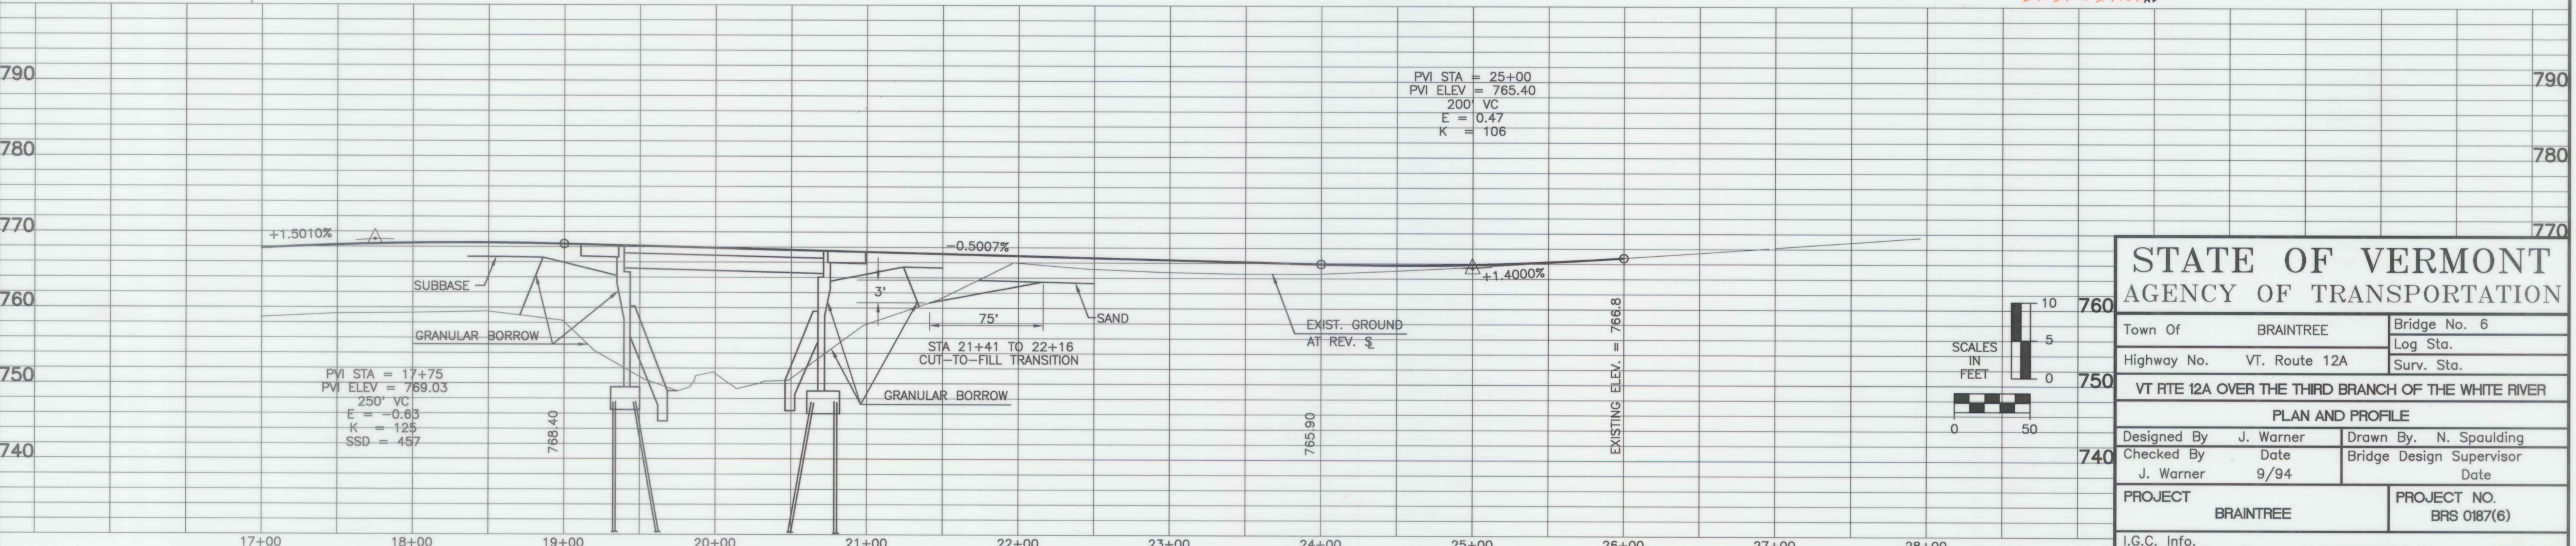 790
780
770
760
750
740
+1.5010%
SUBBASE
GRANULAR BORROW
PVI STA = 17+75
PVI ELEV = 769.03
250' VC
E = -0.63
K = 125
SSD = 457
768.40
-0.5007%
3'
75'
SAND
STA 21+41 TO 22+16
CUT-TO-FILL TRANSITION
GRANULAR BORROW
PVI STA = 25+00
PVI ELEV = 765.40
200' VC
E = 0.47
K = 106
+1.4000%
EXIST. GROUND
AT REV. ℄
765.90
EXISTING ELEV. = 766.8
SCALES
IN
FEET
10
5
0
0 50
790
780
770
760
750
740
17+00 18+00 19+00 20+00 21+00 22+00 23+00 24+00 25+00 26+00 27+00 28+00
STATE OF VERMONT
AGENCY OF TRANSPORTATION
Town Of BRAINTREE
Bridge No. 6
Log Sta.
Highway No. VT. Route 12A
Surv. Sta.
VT RTE 12A OVER THE THIRD BRANCH OF THE WHITE RIVER
PLAN AND PROFILE
Designed By J. Warner
Drawn By. N. Spaulding
Checked By Date
Bridge Design Supervisor
J. Warner 9/94
Date
PROJECT
BRAINTREE
PROJECT NO.
BRS 0187(6)
I.G.C. Info.